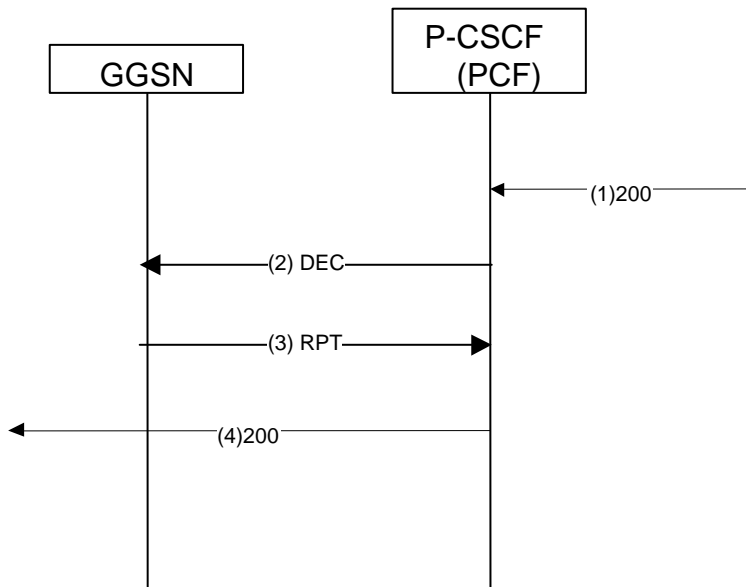 GGSN
P-CSCF
(PCF)
(1)200
(2) DEC
(3) RPT
(4)200